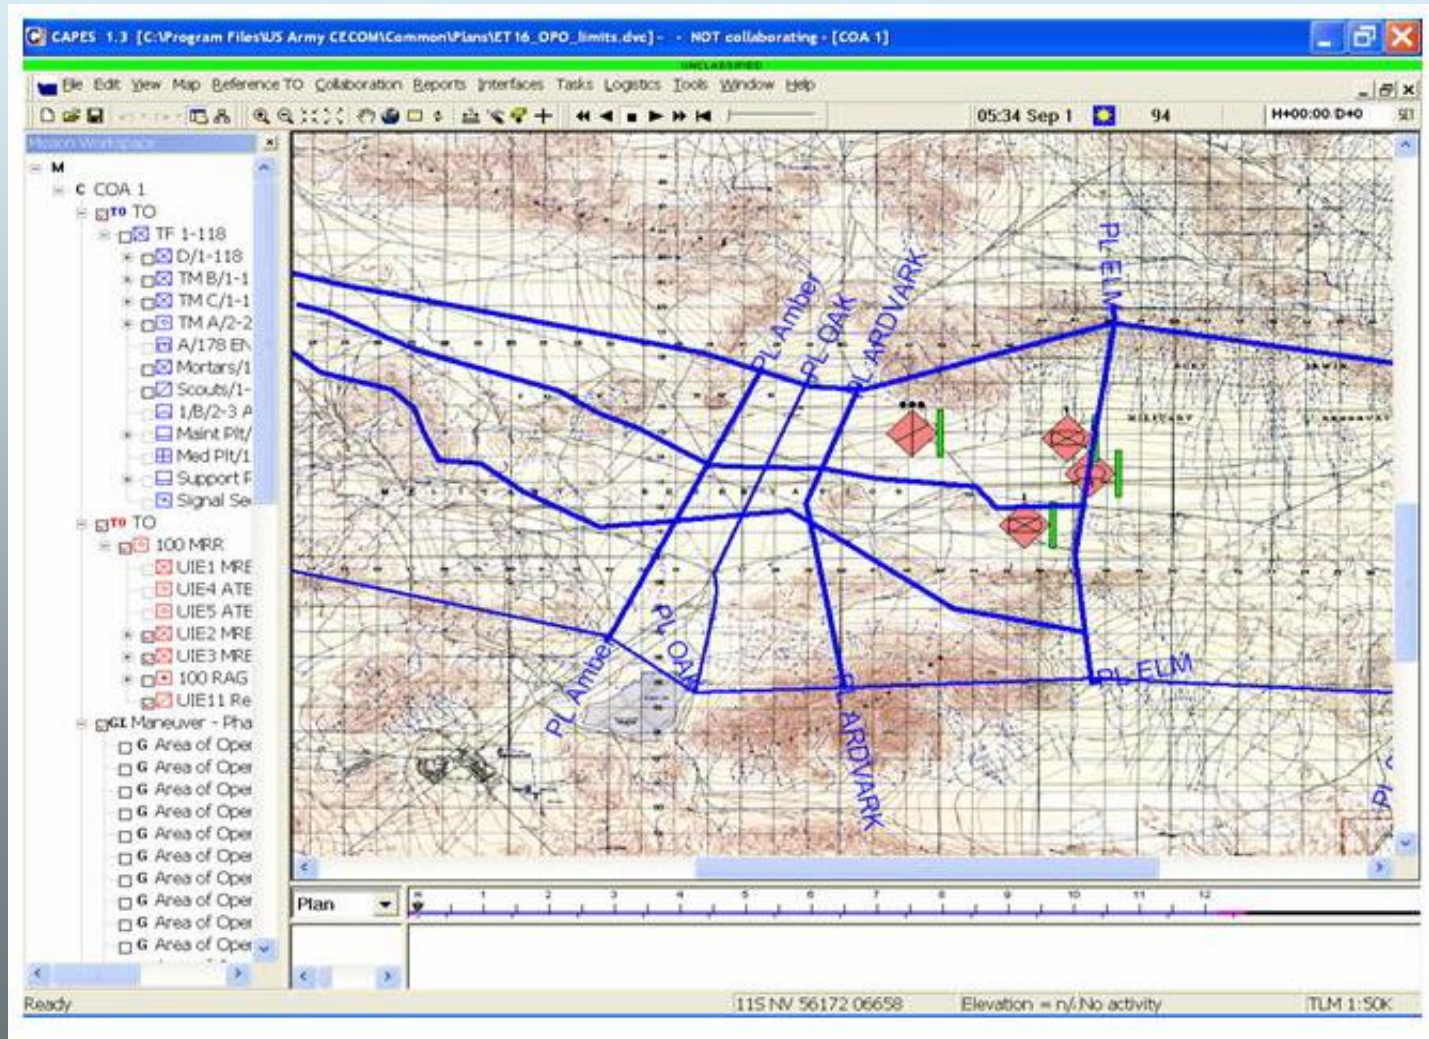 CAPES 1.3 [C:\Program Files\US Army CECOM\Common\Plans\ET16_OPO_limits.dvc] - - NOT collaborating - [COA 1]
UNCLASSIFIED
File Edit View Map Reference TO Collaboration Reports Interfaces Tasks Logistics Tools Window Help
05:34 Sep 1 94 H+00:00/D+0 SET
Mission Workspace
M
C COA 1
TO TO
TF 1-118
D/1-118
TM B/1-1
TM C/1-1
TM A/2-2
A/178 EN
Mortars/1
Scouts/1-
1/B/2-3 A
Maint Plt/
Med Plt/1
Support P
Signal Se
TO TO
100 MRR
UIE1 MRE
UIE4 ATE
UIE5 ATE
UIE2 MRE
UIE3 MRE
100 RAG
UIE11 Re
GI Maneuver - Pha
G Area of Oper
G Area of Oper
G Area of Oper
G Area of Oper
G Area of Oper
G Area of Oper
G Area of Oper
G Area of Oper
G Area of Oper
G Area of Oper
PL Amber
PL OAK
PL ARDVARK
PL ELM
MILITARY
PL Amber
PL OAK
PL ARDVARK
PL ELM
Plan
H 1 2 3 4 5 6 7 8 9 10 11 12
Ready 11S NV 56172 06658 Elevation = n/a No activity TLM 1:50K